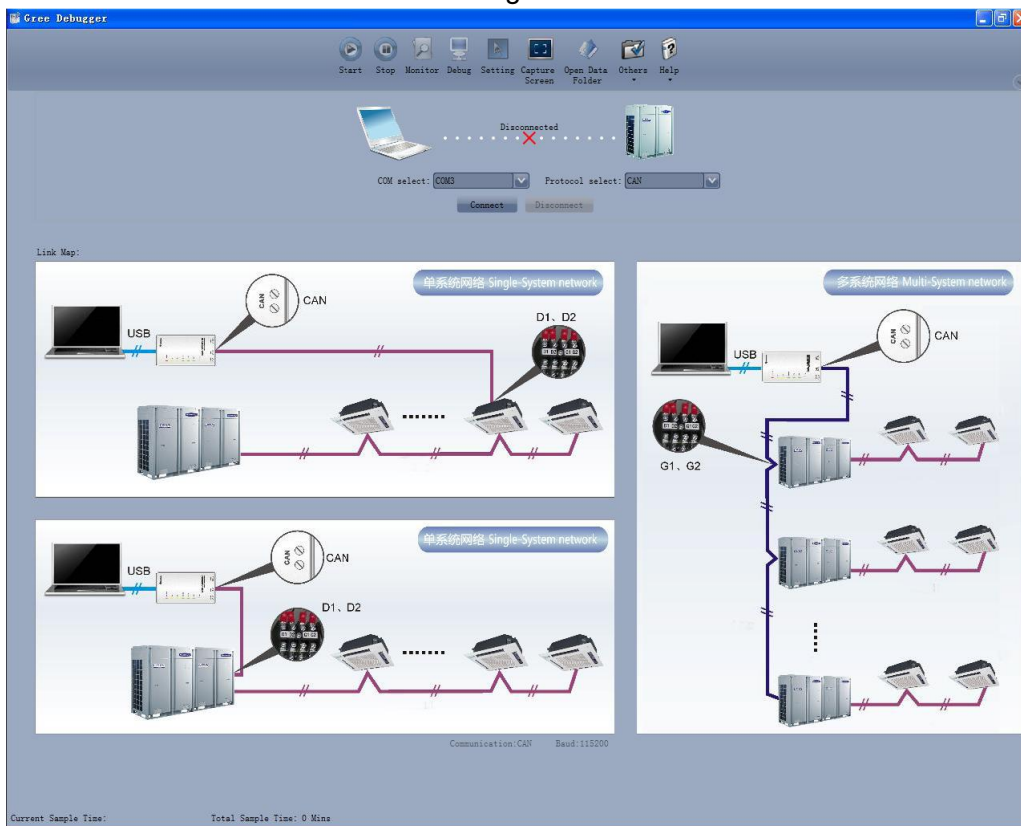 Gree Debugger
Start Stop Monitor Debug Setting Capture Screen Open Data Folder Others Help
Disconnected
COM select: COM3 Protocol select: CAN
Connect Disconnect
Link Map:
单系统网络 Single-System network
CAN
CAN
USB
D1、D2
单系统网络 Single-System network
CAN
CAN
USB
D1、D2
多系统网络 Multi-System network
CAN
CAN
USB
G1、G2
Communication:CAN Baud:115200
Current Sample Time: Total Sample Time: 0 Mins